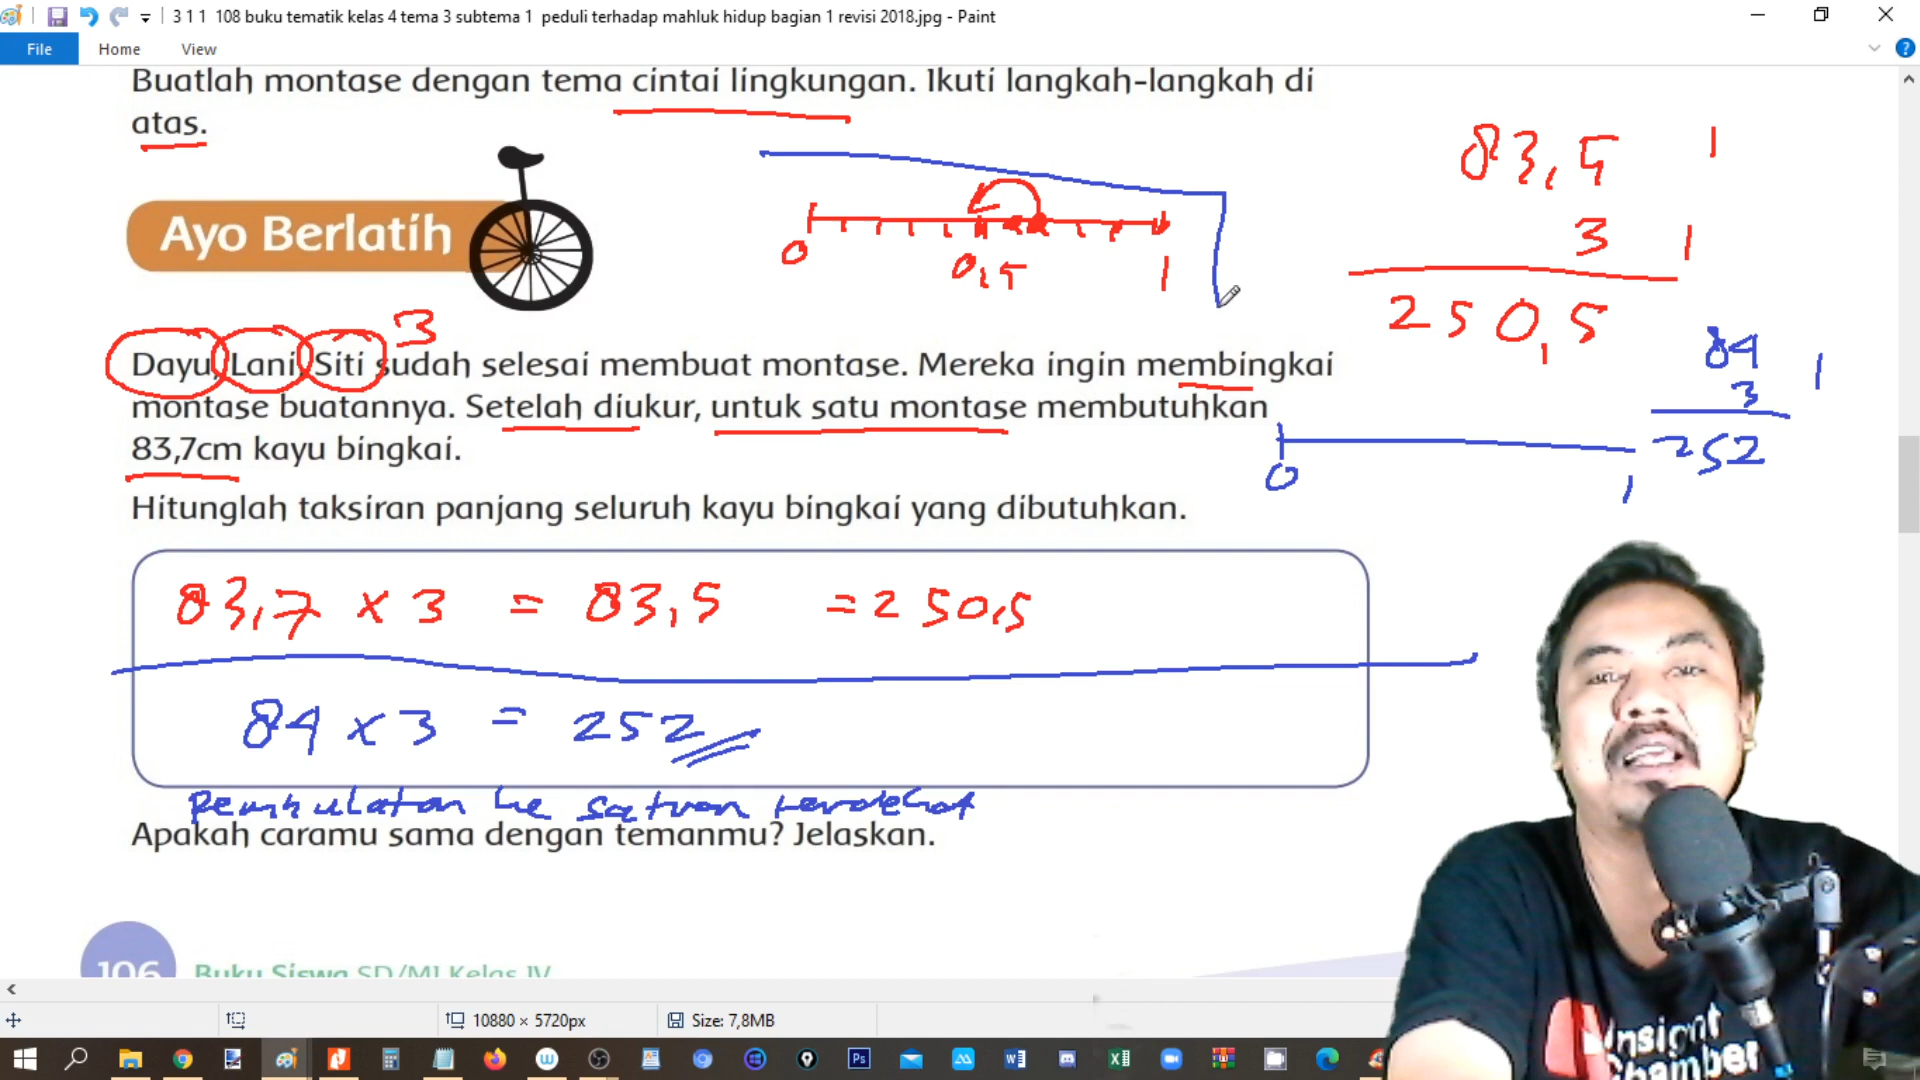 3 1 1  108 buku tematik kelas 4 tema 3 subtema 1  peduli terhadap mahluk hidup bagian 1 revisi 2018.jpg - Paint
File Home View
Buatlah montase dengan tema cintai lingkungan. Ikuti langkah-langkah di
atas.
Ayo Berlatih
0 0,5 1
83,5 1
3 1
250,5
84 1
3
252
0 1
3
Dayu, Lani, Siti sudah selesai membuat montase. Mereka ingin membingkai
montase buatannya. Setelah diukur, untuk satu montase membutuhkan
83,7cm kayu bingkai.
Hitunglah taksiran panjang seluruh kayu bingkai yang dibutuhkan.
83,7 x 3 = 83,5 = 250,5
84 x 3 = 252
Pembulatan ke satuan terdekat
Apakah caramu sama dengan temanmu? Jelaskan.
106 Buku Siswa SD/MI Kelas IV
10880 × 5720px Size: 7,8MB
Insight
Chamber